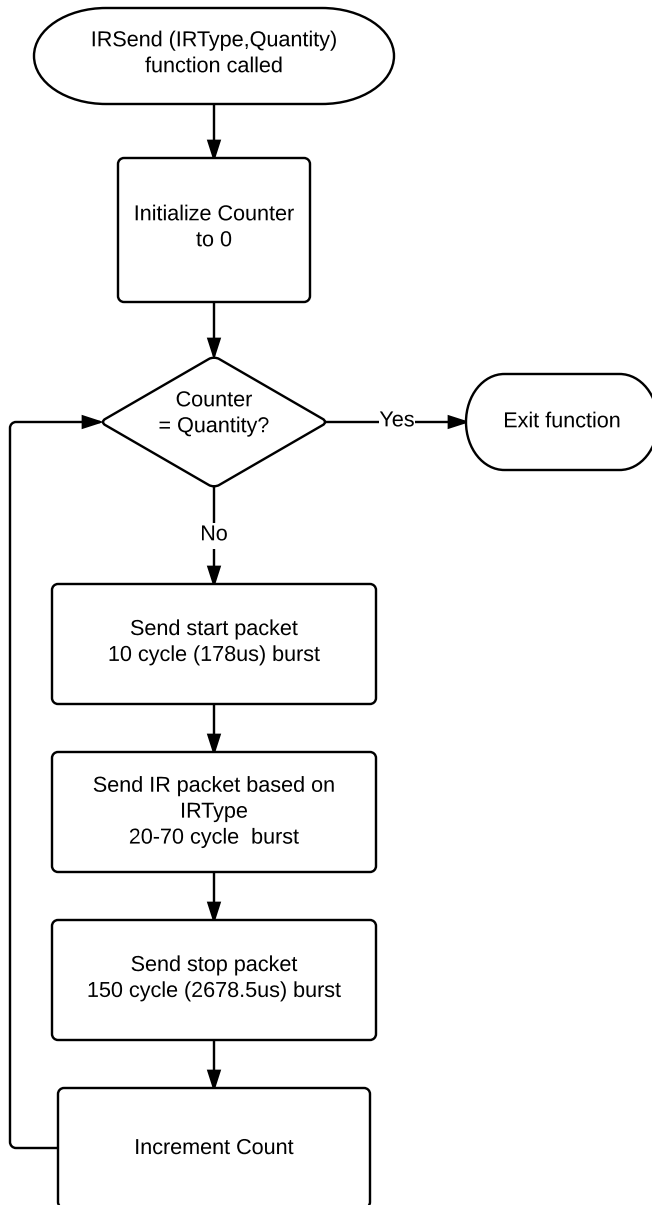 IRSend (IRType,Quantity)
function called
Initialize Counter
to 0
Counter
= Quantity?
Yes
Exit function
No
Send start packet
10 cycle (178us) burst
Send IR packet based on
IRType
20-70 cycle  burst
Send stop packet
150 cycle (2678.5us) burst
Increment Count